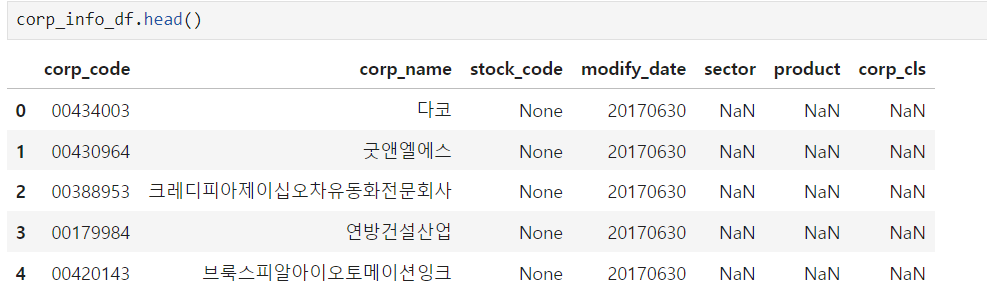 corp_info_df.head()
corp_code corp_name stock_code modify_date sector product corp_cls
0 00434003 다코 None 20170630 NaN NaN NaN
1 00430964 굿앤엘에스 None 20170630 NaN NaN NaN
2 00388953 크레디피아제이십오차유동화전문회사 None 20170630 NaN NaN NaN
3 00179984 연방건설산업 None 20170630 NaN NaN NaN
4 00420143 브룩스피알아이오토메이션잉크 None 20170630 NaN NaN NaN